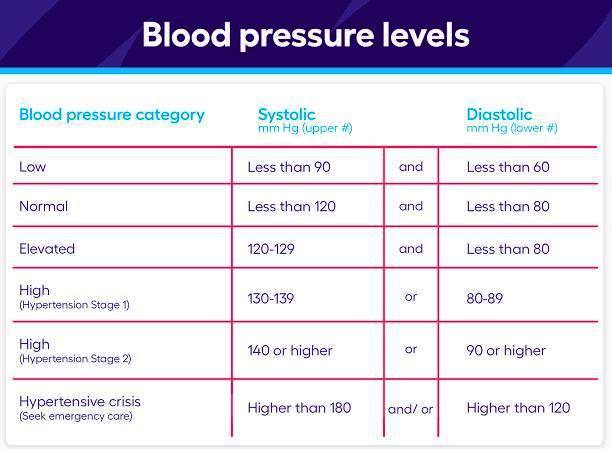 Blood pressure levels
Blood pressure category Systolic Diastolic
mm Hg (upper #) mm Hg (lower #)
Low Less than 90 and Less than 60
Normal Less than 120 and Less than 80
Elevated 120-129 and Less than 80
High
(Hypertension Stage 1) 130-139 or 80-89
High
(Hypertension Stage 2) 140 or higher or 90 or higher
Hypertensive crisis
(Seek emergency care) Higher than 180 and/ or Higher than 120